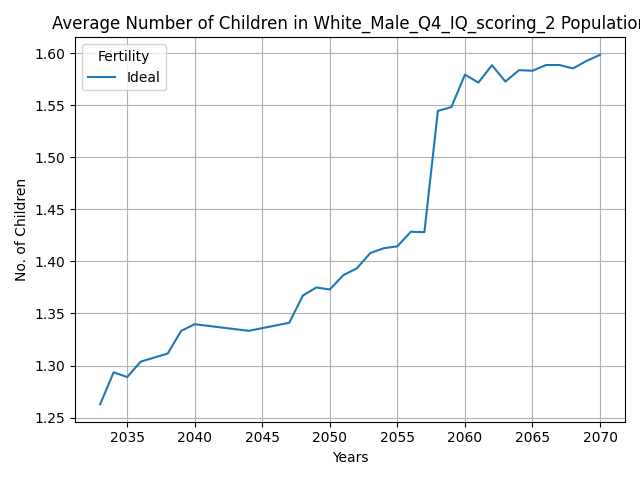 Average Number of Children in White_Male_Q4_IQ_scoring_2 Population
Fertility
Ideal
1.60
1.55
1.50
1.45
1.40
1.35
1.30
1.25
No. of Children
2035 2040 2045 2050 2055 2060 2065 2070
Years